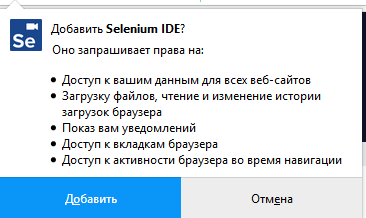 Se
Добавить Selenium IDE?
Оно запрашивает права на:
• Доступ к вашим данным для всех веб-сайтов
• Загрузку файлов, чтение и изменение истории
загрузок браузера
• Показ вам уведомлений
• Доступ к вкладкам браузера
• Доступ к активности браузера во время навигации
Добавить
Отмена